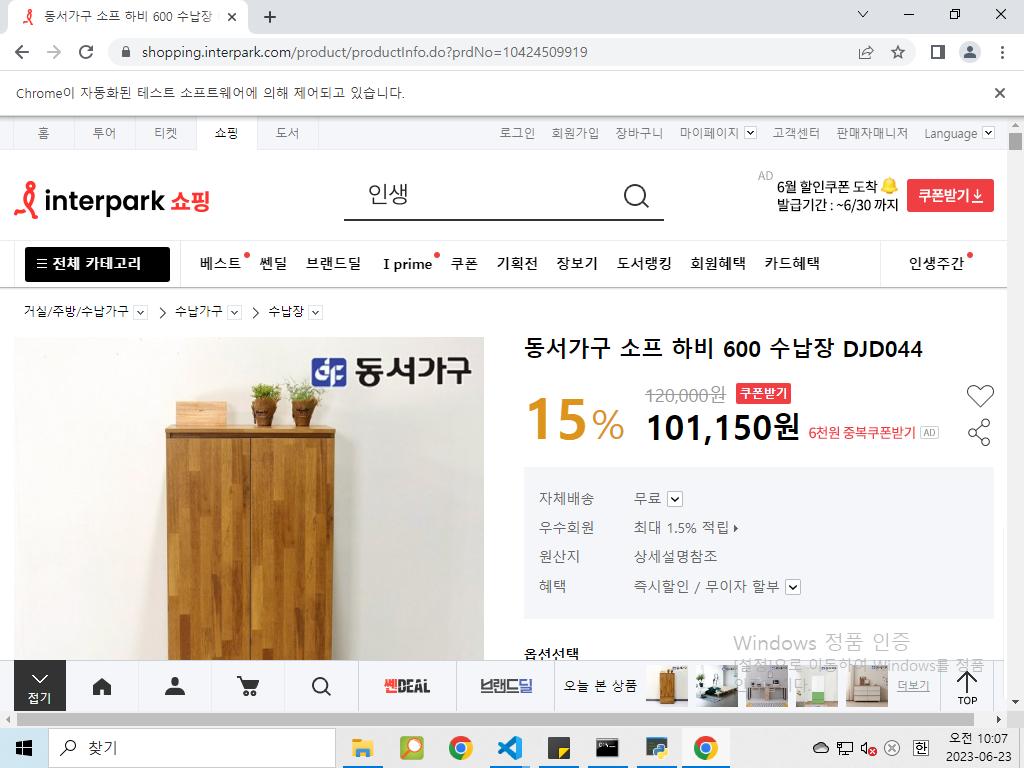 동서가구 소프 하비 600 수납장
shopping.interpark.com/product/productInfo.do?prdNo=10424509919
Chrome이 자동화된 테스트 소프트웨어에 의해 제어되고 있습니다.
홈 투어 티켓 쇼핑 도서 로그인 회원가입 장바구니 마이페이지 고객센터 판매자매니저 Language
interpark 쇼핑
인생
AD
6월 할인쿠폰 도착
발급기간 : ~6/30 까지
쿠폰받기
전체 카테고리 베스트 쎈딜 브랜드딜 I prime 쿠폰 기획전 장보기 도서랭킹 회원혜택 카드혜택 인생주간
거실/주방/수납가구 수납가구 수납장
동서가구
동서가구 소프 하비 600 수납장 DJD044
120,000원 쿠폰받기
15% 101,150원 6천원 중복쿠폰받기 AD
자체배송 무료
우수회원 최대 1.5% 적립
원산지 상세설명참조
혜택 즉시할인 / 무이자 할부
옵션선택
Windows 정품 인증
[설정]으로 이동하여 Windows를 정품
접기
쎈DEAL
브랜드딜
오늘 본 상품
더보기
TOP
찾기
한
오전 10:07
2023-06-23